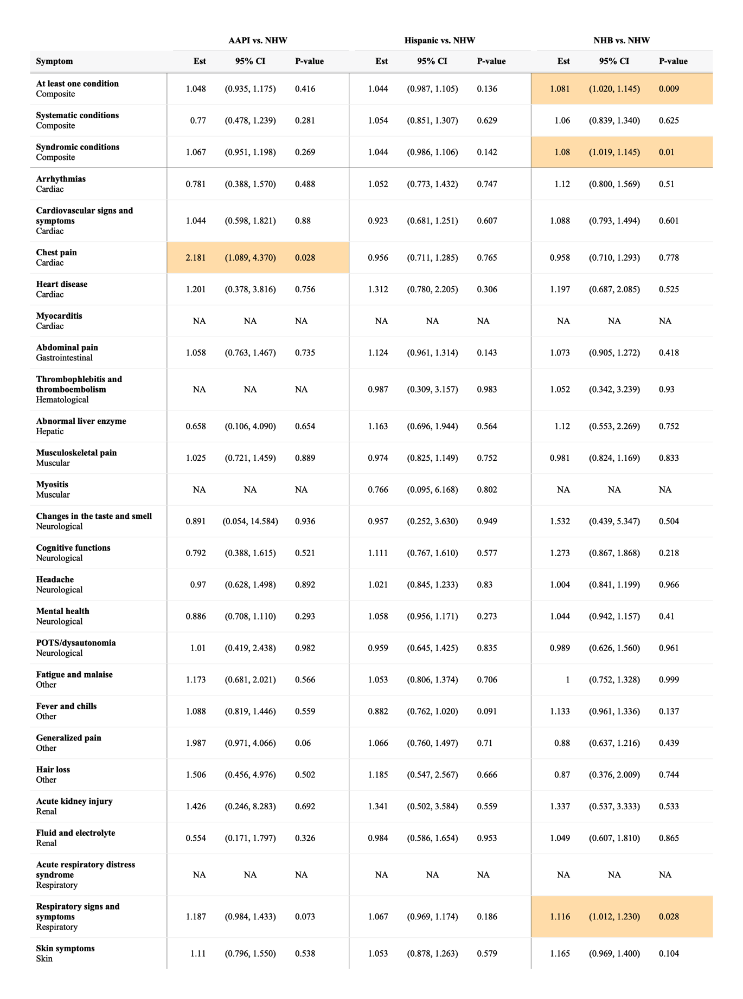 AAPI vs. NHW Hispanic vs. NHW NHB vs. NHW
Symptom Est 95% CI P-value Est 95% CI P-value Est 95% CI P-value
At least one condition
Composite
1.048 (0.935, 1.175) 0.416 1.044 (0.987, 1.105) 0.136 1.081 (1.020, 1.145) 0.009
Systematic conditions
Composite
0.77 (0.478, 1.239) 0.281 1.054 (0.851, 1.307) 0.629 1.06 (0.839, 1.340) 0.625
Syndromic conditions
Composite
1.067 (0.951, 1.198) 0.269 1.044 (0.986, 1.106) 0.142 1.08 (1.019, 1.145) 0.01
Arrhythmias
Cardiac
0.781 (0.388, 1.570) 0.488 1.052 (0.773, 1.432) 0.747 1.12 (0.800, 1.569) 0.51
Cardiovascular signs and
symptoms
Cardiac
1.044 (0.598, 1.821) 0.88 0.923 (0.681, 1.251) 0.607 1.088 (0.793, 1.494) 0.601
Chest pain
Cardiac
2.181 (1.089, 4.370) 0.028 0.956 (0.711, 1.285) 0.765 0.958 (0.710, 1.293) 0.778
Heart disease
Cardiac
1.201 (0.378, 3.816) 0.756 1.312 (0.780, 2.205) 0.306 1.197 (0.687, 2.085) 0.525
Myocarditis
Cardiac
NA NA NA NA NA NA NA NA NA
Abdominal pain
Gastrointestinal
1.058 (0.763, 1.467) 0.735 1.124 (0.961, 1.314) 0.143 1.073 (0.905, 1.272) 0.418
Thrombophlebitis and
thromboembolism
Hematological
NA NA NA 0.987 (0.309, 3.157) 0.983 1.052 (0.342, 3.239) 0.93
Abnormal liver enzyme
Hepatic
0.658 (0.106, 4.090) 0.654 1.163 (0.696, 1.944) 0.564 1.12 (0.553, 2.269) 0.752
Musculoskeletal pain
Muscular
1.025 (0.721, 1.459) 0.889 0.974 (0.825, 1.149) 0.752 0.981 (0.824, 1.169) 0.833
Myositis
Muscular
NA NA NA 0.766 (0.095, 6.168) 0.802 NA NA NA
Changes in the taste and smell
Neurological
0.891 (0.054, 14.584) 0.936 0.957 (0.252, 3.630) 0.949 1.532 (0.439, 5.347) 0.504
Cognitive functions
Neurological
0.792 (0.388, 1.615) 0.521 1.111 (0.767, 1.610) 0.577 1.273 (0.867, 1.868) 0.218
Headache
Neurological
0.97 (0.628, 1.498) 0.892 1.021 (0.845, 1.233) 0.83 1.004 (0.841, 1.199) 0.966
Mental health
Neurological
0.886 (0.708, 1.110) 0.293 1.058 (0.956, 1.171) 0.273 1.044 (0.942, 1.157) 0.41
POTS/dysautonomia
Neurological
1.01 (0.419, 2.438) 0.982 0.959 (0.645, 1.425) 0.835 0.989 (0.626, 1.560) 0.961
Fatigue and malaise
Other
1.173 (0.681, 2.021) 0.566 1.053 (0.806, 1.374) 0.706 1 (0.752, 1.328) 0.999
Fever and chills
Other
1.088 (0.819, 1.446) 0.559 0.882 (0.762, 1.020) 0.091 1.133 (0.961, 1.336) 0.137
Generalized pain
Other
1.987 (0.971, 4.066) 0.06 1.066 (0.760, 1.497) 0.71 0.88 (0.637, 1.216) 0.439
Hair loss
Other
1.506 (0.456, 4.976) 0.502 1.185 (0.547, 2.567) 0.666 0.87 (0.376, 2.009) 0.744
Acute kidney injury
Renal
1.426 (0.246, 8.283) 0.692 1.341 (0.502, 3.584) 0.559 1.337 (0.537, 3.333) 0.533
Fluid and electrolyte
Renal
0.554 (0.171, 1.797) 0.326 0.984 (0.586, 1.654) 0.953 1.049 (0.607, 1.810) 0.865
Acute respiratory distress
syndrome
Respiratory
NA NA NA NA NA NA NA NA NA
Respiratory signs and
symptoms
Respiratory
1.187 (0.984, 1.433) 0.073 1.067 (0.969, 1.174) 0.186 1.116 (1.012, 1.230) 0.028
Skin symptoms
Skin
1.11 (0.796, 1.550) 0.538 1.053 (0.878, 1.263) 0.579 1.165 (0.969, 1.400) 0.104